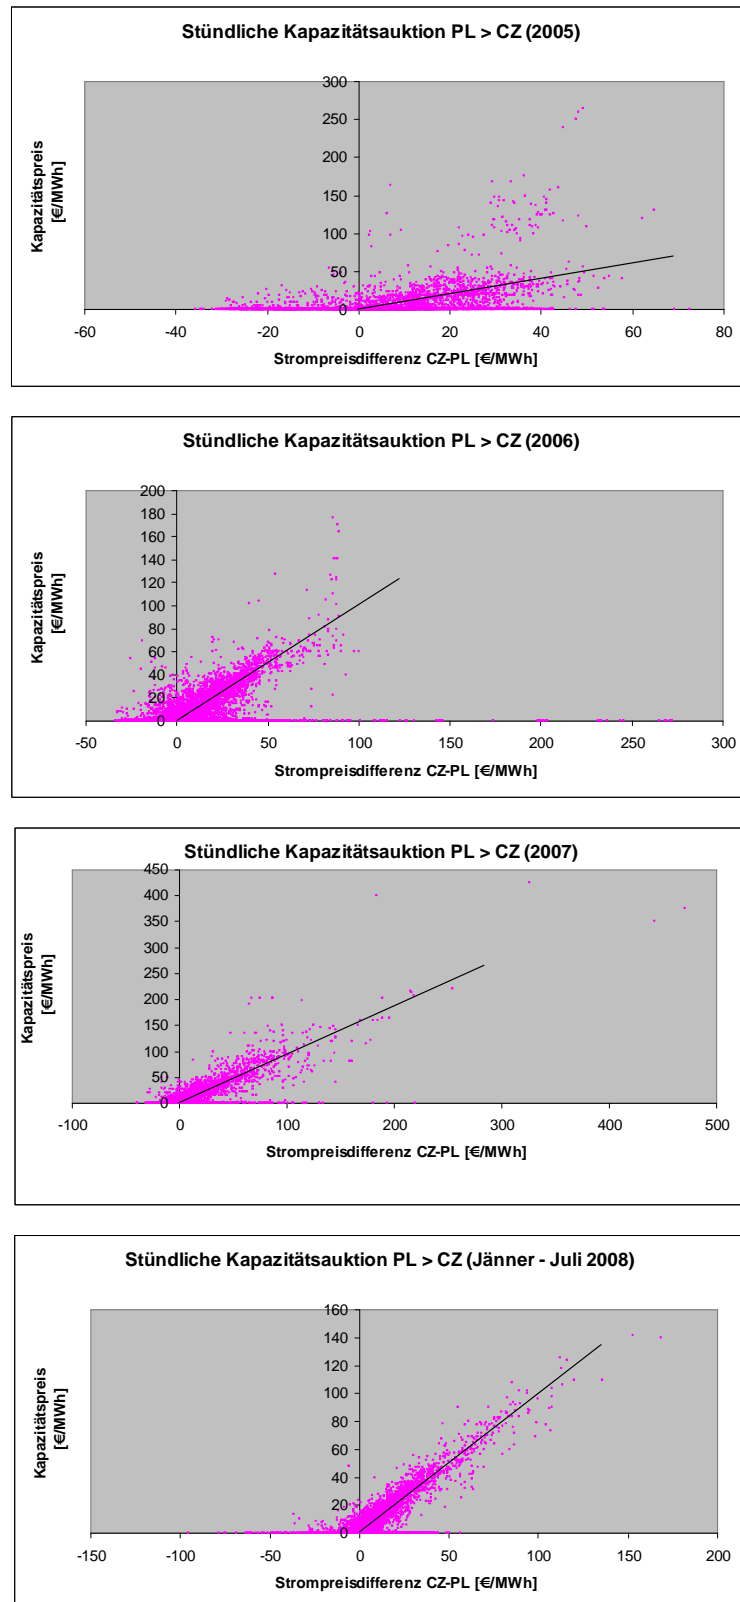 Stündliche Kapazitätsauktion PL > CZ (2005)
300
250
200
150
100
50
0
-60 -40 -20 0 20 40 60 80
Kapazitätspreis
[€/MWh]
Strompreisdifferenz CZ-PL [€/MWh]
Stündliche Kapazitätsauktion PL > CZ (2006)
200
180
160
140
120
100
80
60
40
20
0
-50 0 50 100 150 200 250 300
Kapazitätspreis
[€/MWh]
Strompreisdifferenz CZ-PL [€/MWh]
Stündliche Kapazitätsauktion PL > CZ (2007)
450
400
350
300
250
200
150
100
50
0
-100 0 100 200 300 400 500
Kapazitätspreis
[€/MWh]
Strompreisdifferenz CZ-PL [€/MWh]
Stündliche Kapazitätsauktion PL > CZ (Jänner - Juli 2008)
160
140
120
100
80
60
40
20
0
-150 -100 -50 0 50 100 150 200
Kapazitätspreis
[€/MWh]
Strompreisdifferenz CZ-PL [€/MWh]